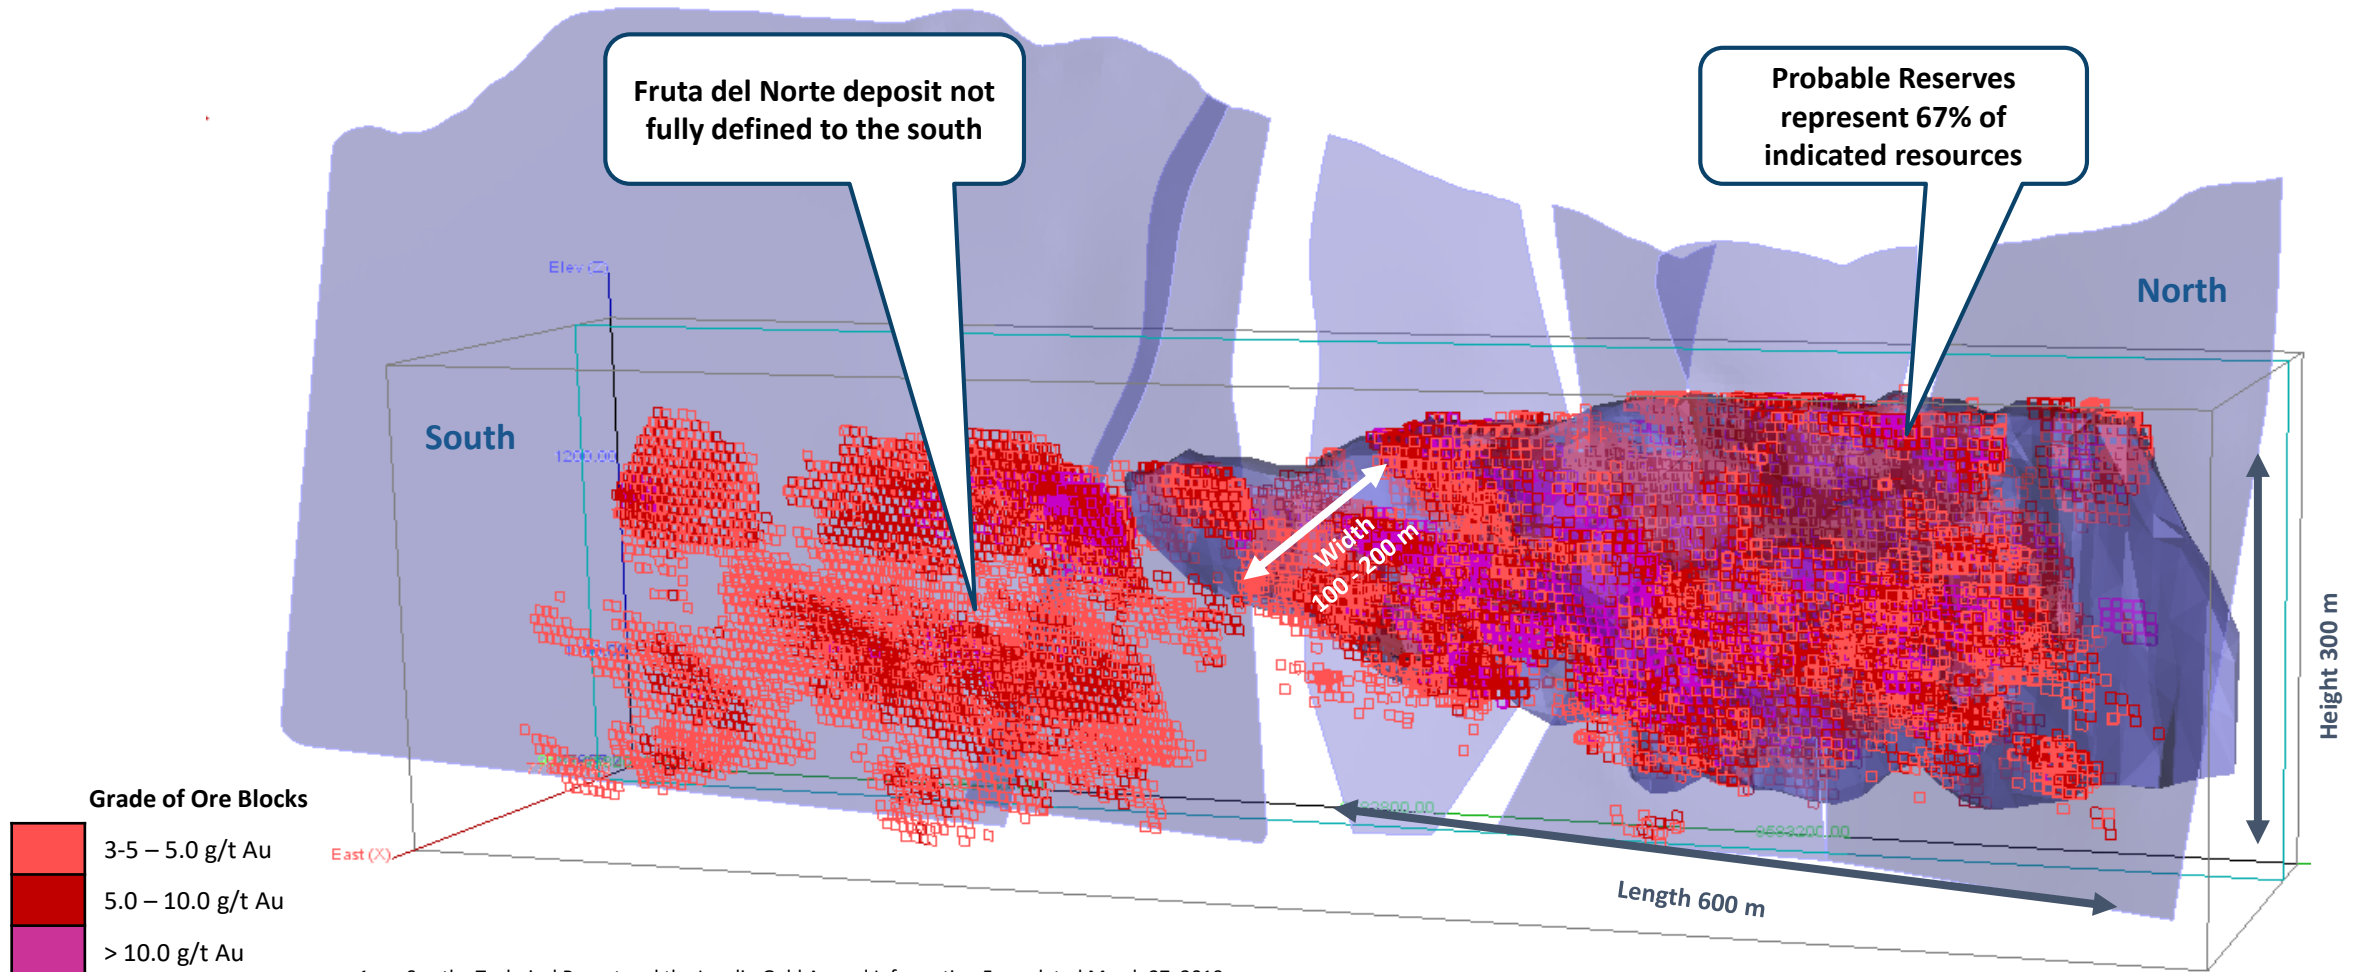 Fruta del Norte deposit not
fully defined to the south
Probable Reserves
represent 67% of
indicated resources
North
Elev (Z)
South
1200.00
Width
100 - 200 m
Height 300 m
9583200.00
Length 600 m
East (X)
Grade of Ore Blocks
3-5 – 5.0 g/t Au
5.0 – 10.0 g/t Au
> 10.0 g/t Au